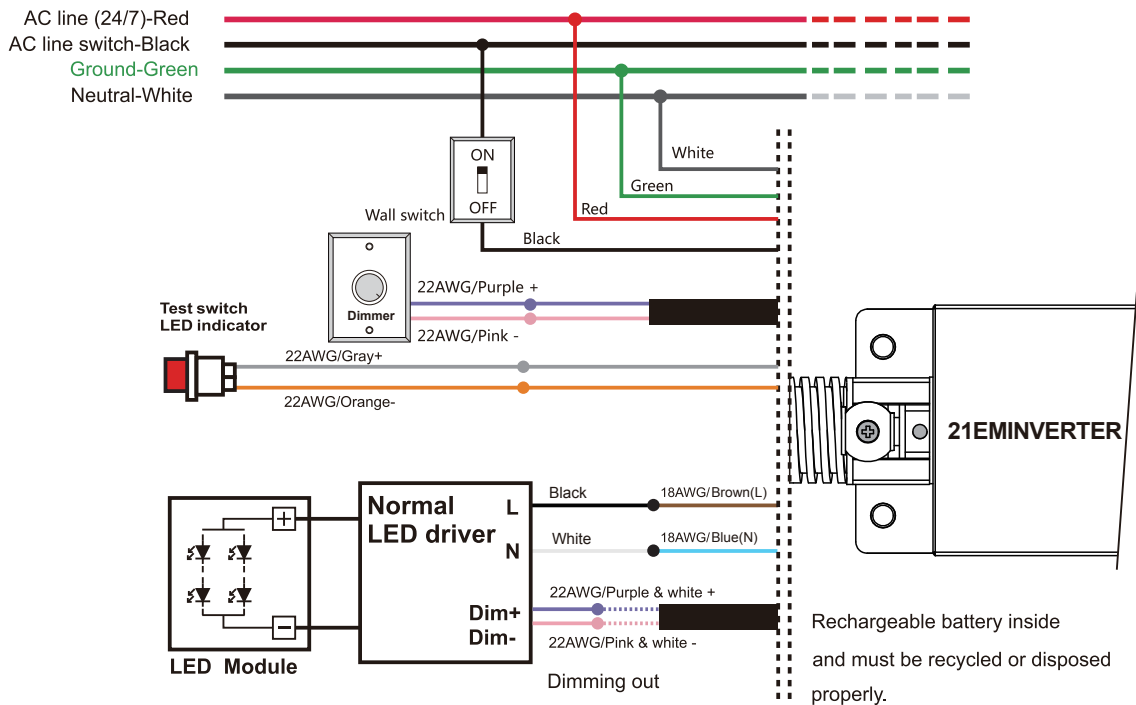 AC line (24/7)-Red
AC line switch-Black
Ground-Green
Neutral-White
White
Green
Red
Black
ON
OFF
Wall switch
Dimmer
22AWG/Purple +
22AWG/Pink -
Test switch
LED indicator
22AWG/Gray+
22AWG/Orange-
21EMINVERTER
Normal
LED driver
L
N
Dim+
Dim-
Black
18AWG/Brown(L)
White
18AWG/Blue(N)
22AWG/Purple & white +
22AWG/Pink & white -
Dimming out
+
−
LED Module
Rechargeable battery inside
and must be recycled or disposed
properly.